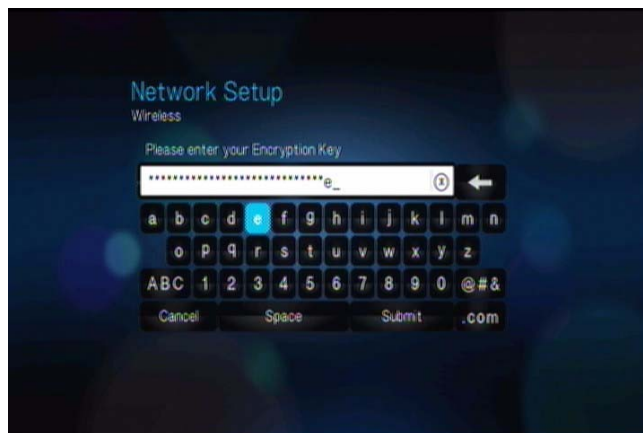 Network Setup
Wireless
Please enter your Encryption Key
*****************************e_
a b c d e f g h i j k l m n
o p q r s t u v w x y z
ABC 1 2 3 4 5 6 7 8 9 0 @#&
Cancel Space Submit .com